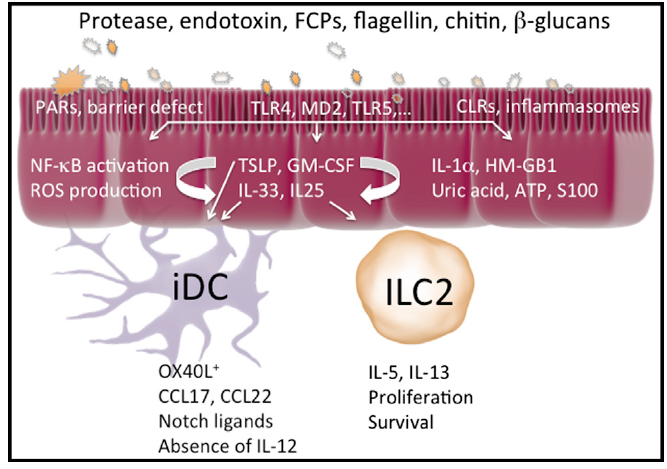 Protease, endotoxin, FCPs, flagellin, chitin, β-glucans
PARs, barrier defect
TLR4, MD2, TLR5,...
CLRs, inflammasomes
NF-κB activation
ROS production
TSLP, GM-CSF
IL-33, IL25
IL-1α, HM-GB1
Uric acid, ATP, S100
iDC
ILC2
OX40L⁺
CCL17, CCL22
Notch ligands
Absence of IL-12
IL-5, IL-13
Proliferation
Survival